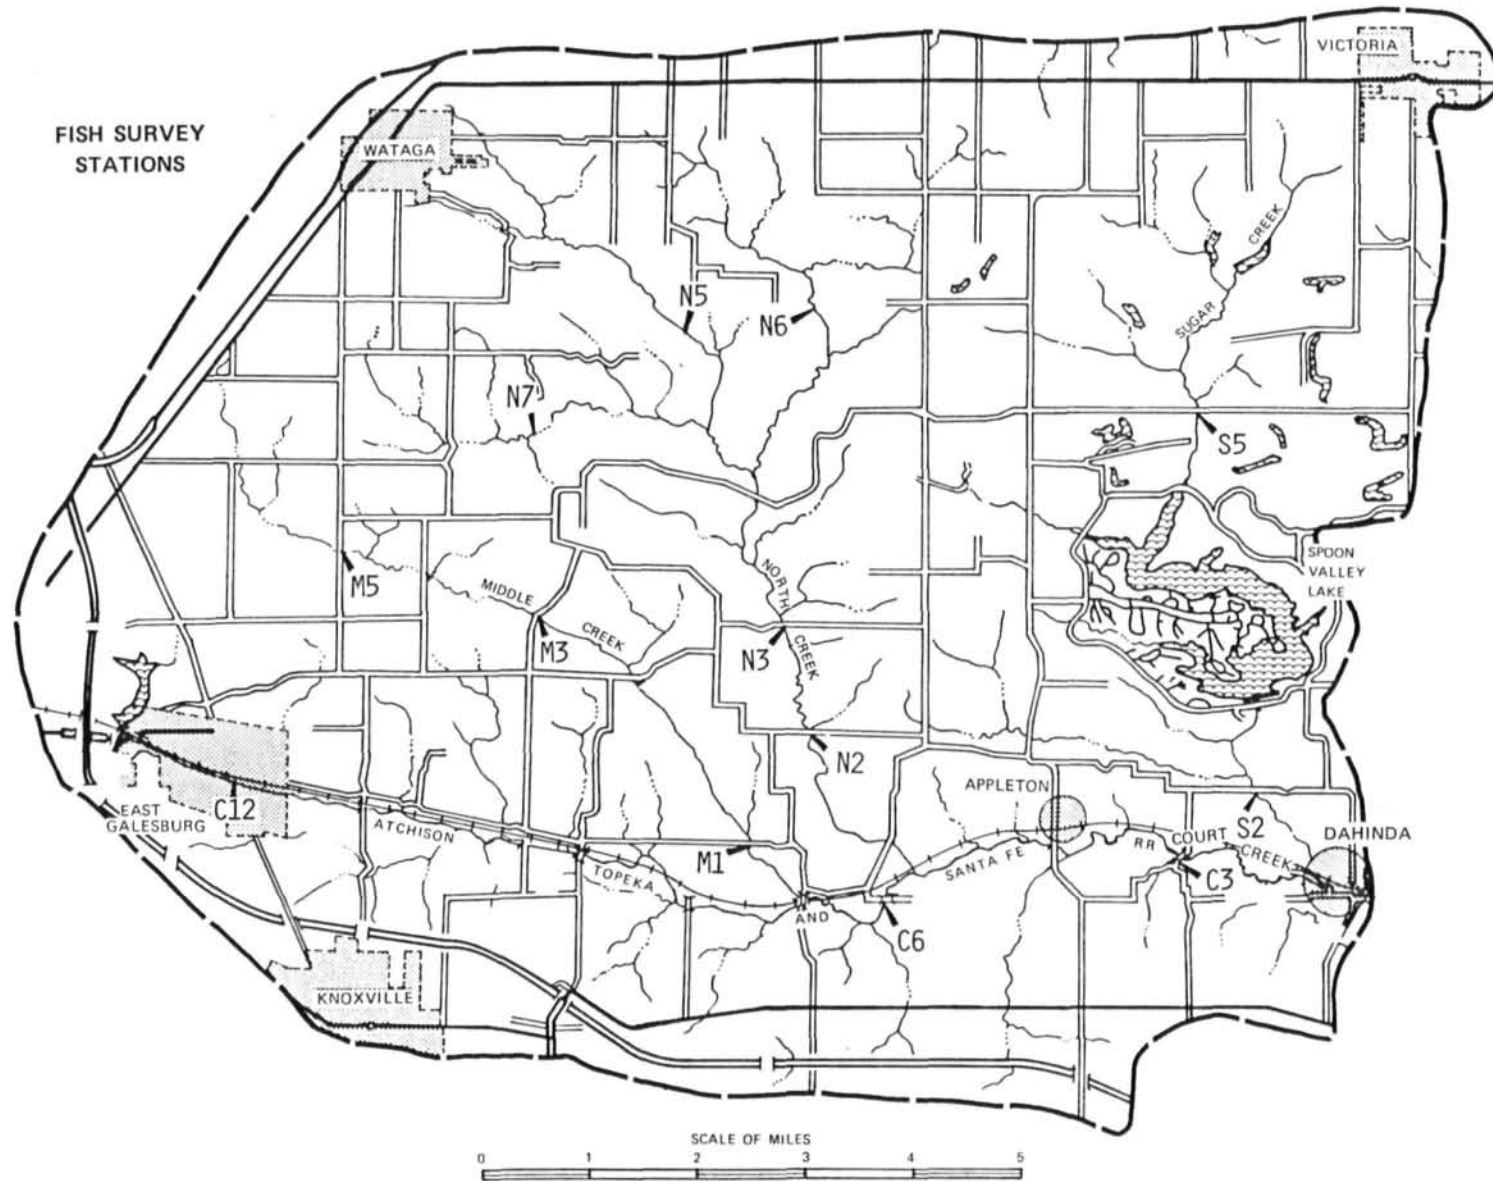 VICTORIA
FISH SURVEY
STATIONS
WATAGA
CREEK
SUGAR
N5
N6
N7
S5
SPOON
VALLEY
LAKE
M5
MIDDLE
CREEK
NORTH
CREEK
M3
N3
N2
APPLETON
EAST
GALESBURG
C12
ATCHISON
TOPEKA
AND
SANTA FE
RR
COURT
CREEK
S2
DAHINDA
M1
C3
C6
KNOXVILLE
SCALE OF MILES
0 1 2 3 4 5